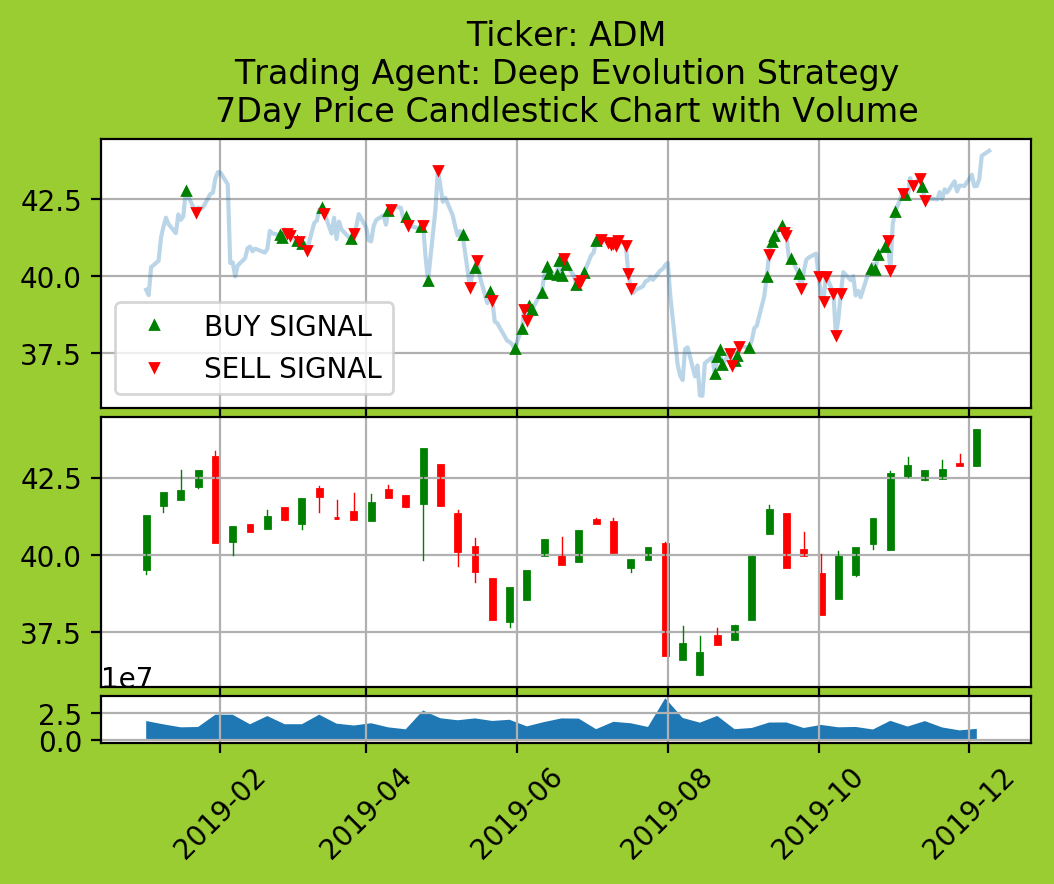 Ticker: ADM
Trading Agent: Deep Evolution Strategy
7Day Price Candlestick Chart with Volume
42.5
40.0
37.5
BUY SIGNAL
SELL SIGNAL
42.5
40.0
37.5
1e7
2.5
0.0
2019-02
2019-04
2019-06
2019-08
2019-10
2019-12